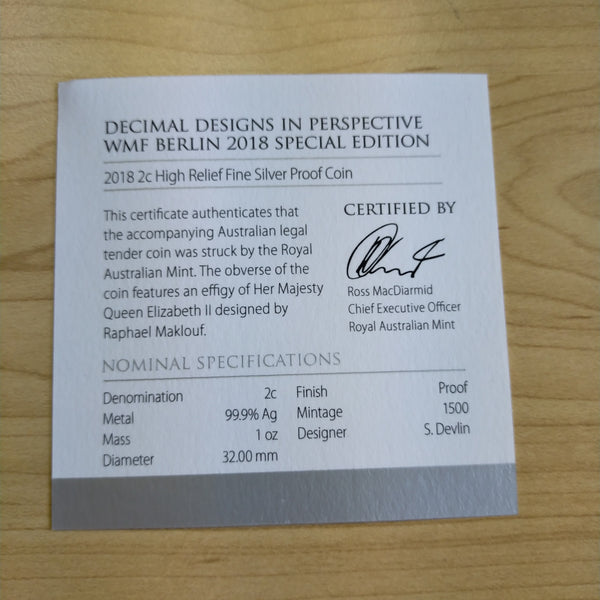 DECIMAL DESIGNS IN PERSPECTIVE
WMF BERLIN 2018 SPECIAL EDITION
2018 2c High Relief Fine Silver Proof Coin
This certificate authenticates that
the accompanying Australian legal
tender coin was struck by the Royal
Australian Mint. The obverse of the
coin features an effigy of Her Majesty
Queen Elizabeth II designed by
Raphael Maklouf.
CERTIFIED BY
Ross MacDiarmid
Chief Executive Officer
Royal Australian Mint
NOMINAL SPECIFICATIONS
Denomination 2c
Metal 99.9% Ag
Mass 1 oz
Diameter 32.00 mm
Finish Proof
Mintage 1500
Designer S. Devlin